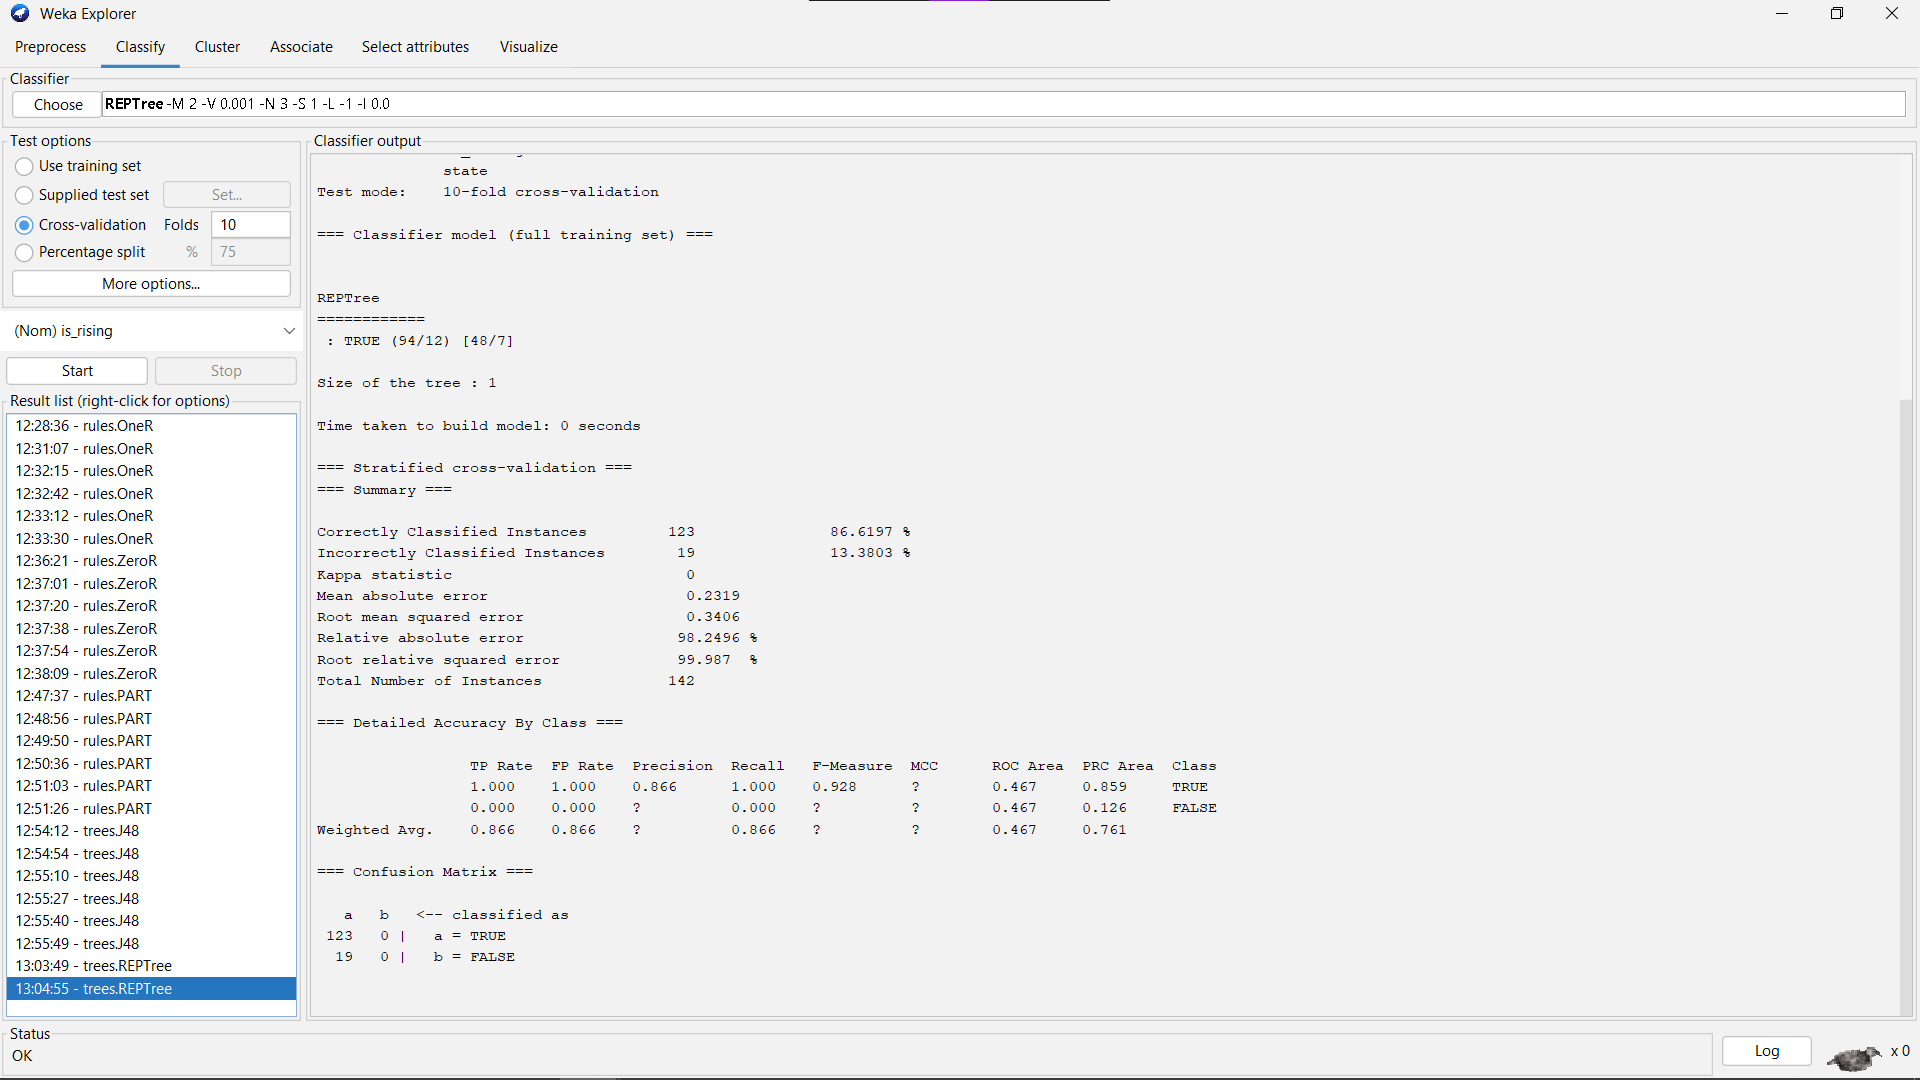 Weka Explorer
Preprocess Classify Cluster Associate Select attributes Visualize
Classifier
Choose REPTree -M 2 -V 0.001 -N 3 -S 1 -L -1 -I 0.0
Test options
Use training set
Supplied test set Set...
Cross-validation Folds 10
Percentage split % 75
More options...
(Nom) is_rising
Start Stop
Result list (right-click for options)
12:28:36 - rules.OneR
12:31:07 - rules.OneR
12:32:15 - rules.OneR
12:32:42 - rules.OneR
12:33:12 - rules.OneR
12:33:30 - rules.OneR
12:36:21 - rules.ZeroR
12:37:01 - rules.ZeroR
12:37:20 - rules.ZeroR
12:37:38 - rules.ZeroR
12:37:54 - rules.ZeroR
12:38:09 - rules.ZeroR
12:47:37 - rules.PART
12:48:56 - rules.PART
12:49:50 - rules.PART
12:50:36 - rules.PART
12:51:03 - rules.PART
12:51:26 - rules.PART
12:54:12 - trees.J48
12:54:54 - trees.J48
12:55:10 - trees.J48
12:55:27 - trees.J48
12:55:40 - trees.J48
12:55:49 - trees.J48
13:03:49 - trees.REPTree
13:04:55 - trees.REPTree
Classifier output
state
Test mode: 10-fold cross-validation
=== Classifier model (full training set) ===
REPTree
============
: TRUE (94/12) [48/7]
Size of the tree : 1
Time taken to build model: 0 seconds
=== Stratified cross-validation ===
=== Summary ===
Correctly Classified Instances 123 86.6197 %
Incorrectly Classified Instances 19 13.3803 %
Kappa statistic 0
Mean absolute error 0.2319
Root mean squared error 0.3406
Relative absolute error 98.2496 %
Root relative squared error 99.987 %
Total Number of Instances 142
=== Detailed Accuracy By Class ===
TP Rate FP Rate Precision Recall F-Measure MCC ROC Area PRC Area Class
1.000 1.000 0.866 1.000 0.928 ? 0.467 0.859 TRUE
0.000 0.000 ? 0.000 ? ? 0.467 0.126 FALSE
Weighted Avg. 0.866 0.866 ? 0.866 ? ? 0.467 0.761
=== Confusion Matrix ===
a b <-- classified as
123 0 | a = TRUE
19 0 | b = FALSE
Status
OK
Log x 0